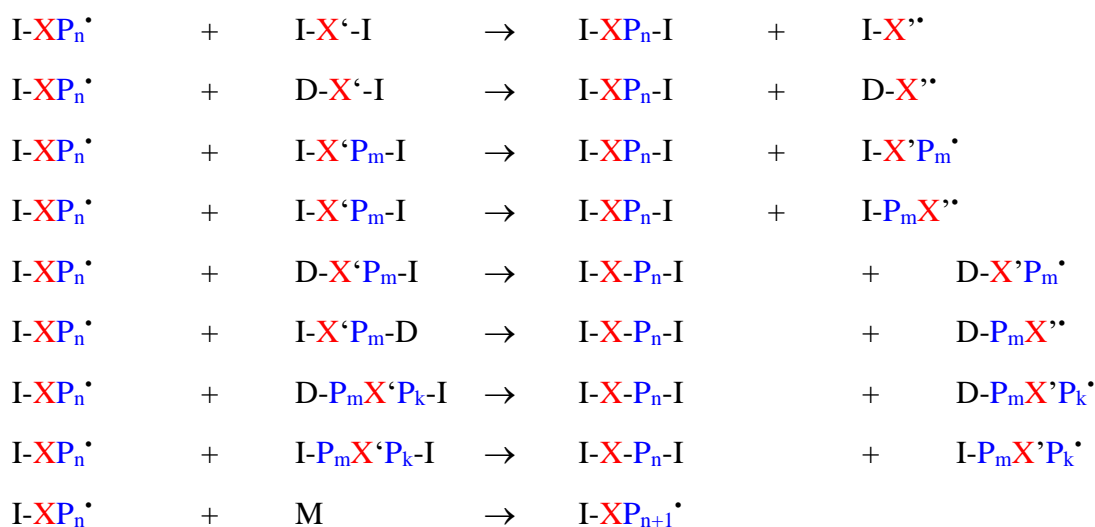 I-XPn• + I-X‘-I → I-XPn-I + I-X’•
I-XPn• + D-X‘-I → I-XPn-I + D-X’•
I-XPn• + I-X‘Pm-I → I-XPn-I + I-X’Pm•
I-XPn• + I-X‘Pm-I → I-XPn-I + I-PmX’•
I-XPn• + D-X‘Pm-I → I-X-Pn-I + D-X’Pm•
I-XPn• + I-X‘Pm-D → I-X-Pn-I + D-PmX’•
I-XPn• + D-PmX‘Pk-I → I-X-Pn-I + D-PmX’Pk•
I-XPn• + I-PmX‘Pk-I → I-X-Pn-I + I-PmX’Pk•
I-XPn• + M → I-XPn+1•